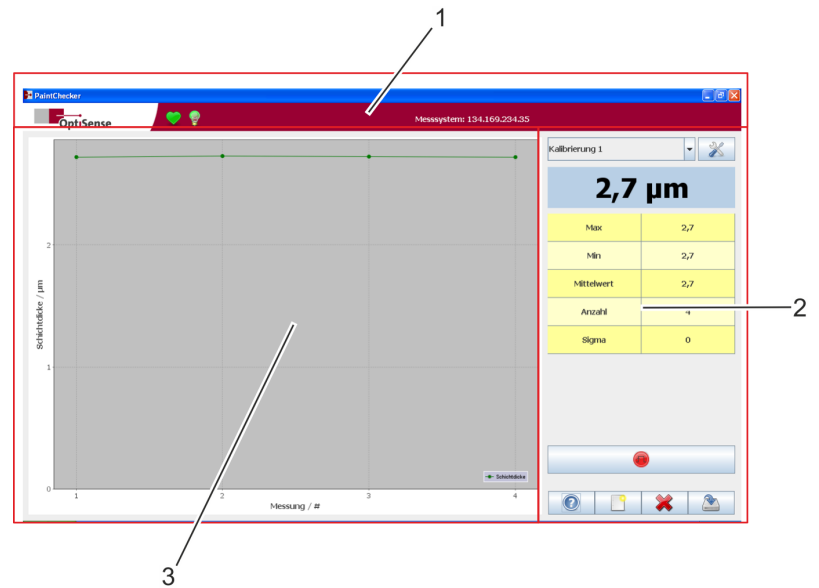 1
PaintChecker
OptiSense
Messsystem: 134.169.234.35
Kalibrierung 1
2,7 µm
Max 2,7
Min 2,7
Mittelwert 2,7
Anzahl 4
Sigma 0
2
Schichtdicke / µm
2
1
0
1 2 3 4
Messung / #
Schichtdicke
3